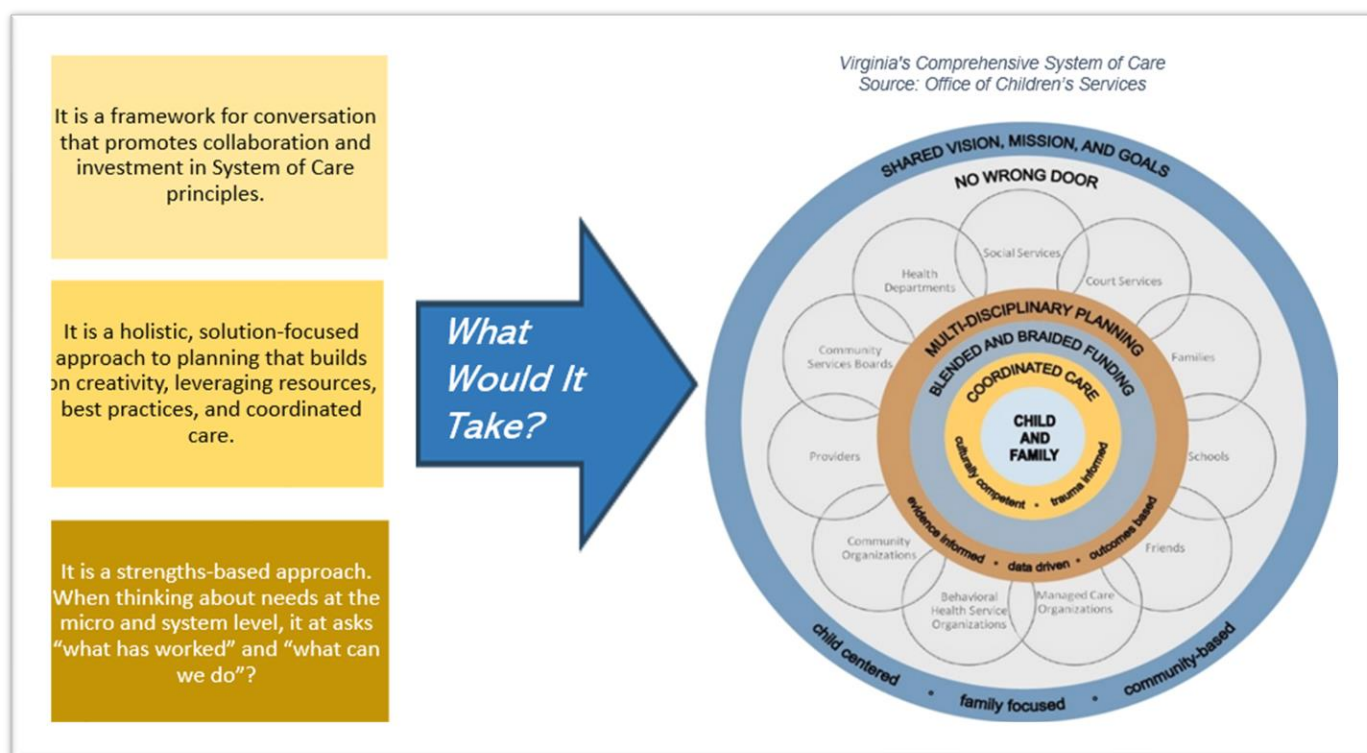 Virginia's Comprehensive System of Care
Source: Office of Children's Services
It is a framework for conversation
that promotes collaboration and
investment in System of Care
principles.
It is a holistic, solution-focused
approach to planning that builds
on creativity, leveraging resources,
best practices, and coordinated
care.
It is a strengths-based approach.
When thinking about needs at the
micro and system level, it at asks
“what has worked” and “what can
we do”?
What
Would It
Take?
SHARED VISION, MISSION, AND GOALS
NO WRONG DOOR
Social Services
Health
Departments
Court Services
Community
Services Boards
Families
Providers
Schools
Community
Organizations
Friends
Behavioral
Health Service
Organizations
Managed Care
Organizations
MULTI-DISCIPLINARY PLANNING
BLENDED AND BRAIDED FUNDING
COORDINATED CARE
CHILD
AND
FAMILY
culturally competent • trauma informed
evidence informed • data driven • outcomes based
child centered • family focused • community-based